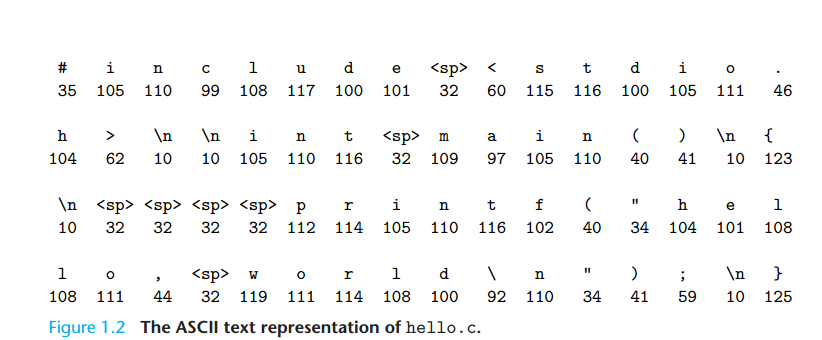 # i n c l u d e <sp> < s t d i o .
35 105 110 99 108 117 100 101 32 60 115 116 100 105 111 46
h > \n \n i n t <sp> m a i n ( ) \n {
104 62 10 10 105 110 116 32 109 97 105 110 40 41 10 123
\n <sp> <sp> <sp> <sp> p r i n t f ( " h e l
10 32 32 32 32 112 114 105 110 116 102 40 34 104 101 108
l o , <sp> w o r l d \ n " ) ; \n }
108 111 44 32 119 111 114 108 100 92 110 34 41 59 10 125
Figure 1.2 The ASCII text representation of hello.c.